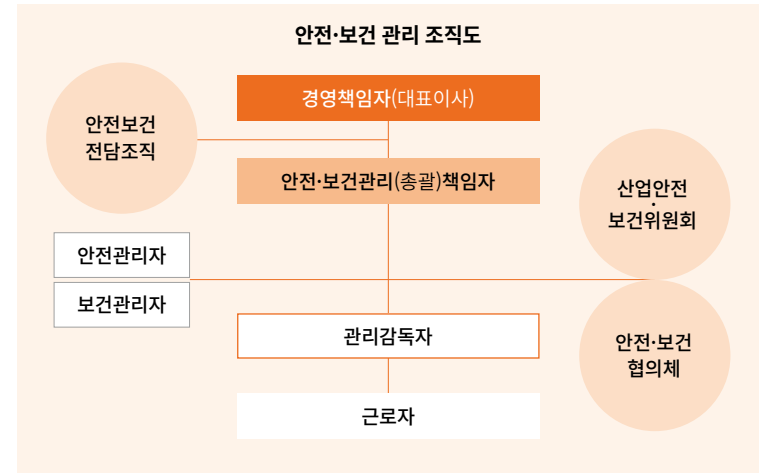 안전·보건 관리 조직도
경영책임자(대표이사)
안전보건
전담조직
안전·보건관리(총괄)책임자
산업안전
·
보건위원회
안전관리자
보건관리자
관리감독자
안전·보건
협의체
근로자